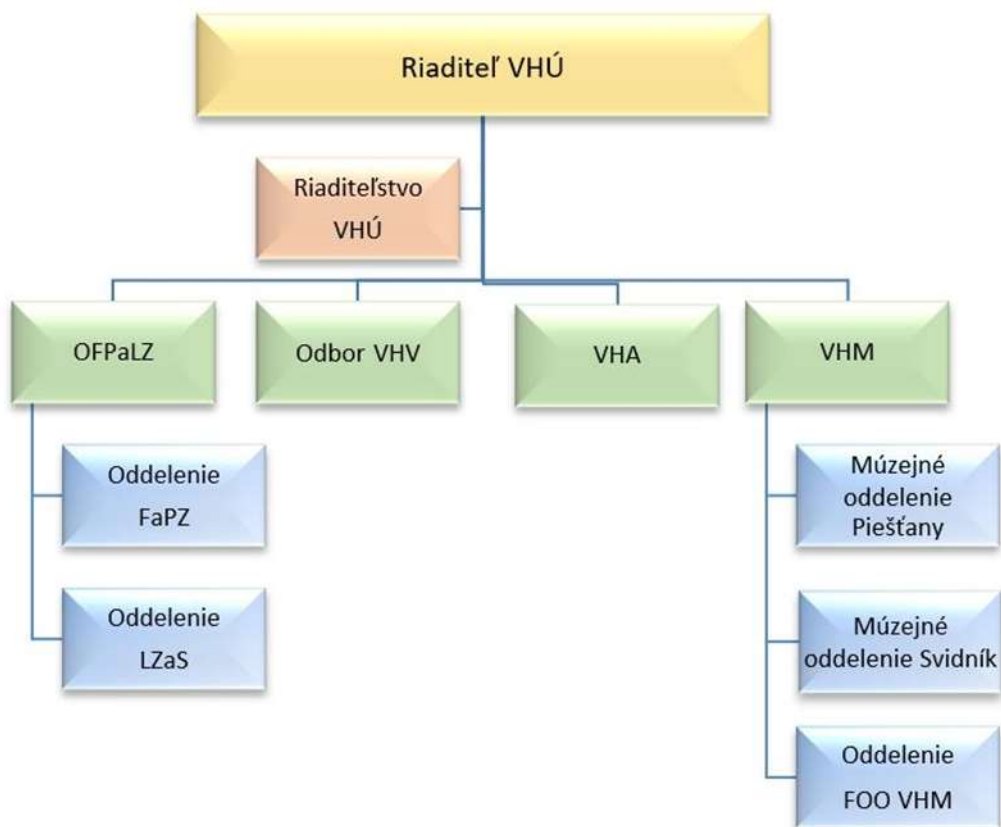 Riaditeľ VHÚ
Riaditeľstvo
VHÚ
OFPaLZ
Odbor VHV
VHA
VHM
Oddelenie
FaPZ
Oddelenie
LZaS
Múzejné
oddelenie
Piešťany
Múzejné
oddelenie Svidník
Oddelenie
FOO VHM